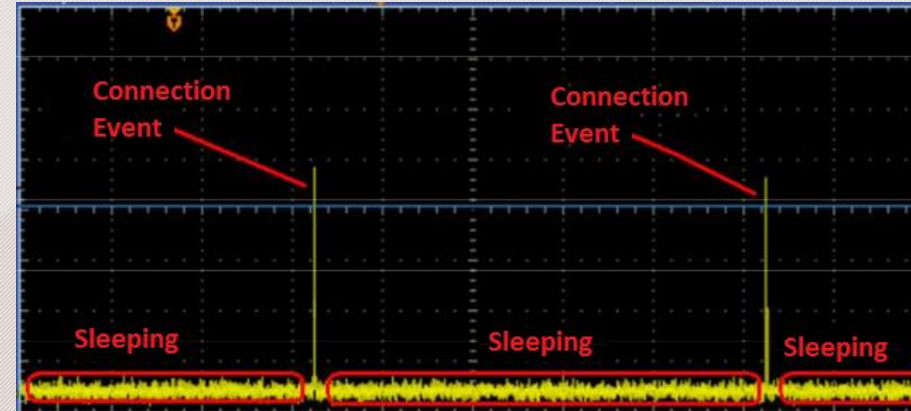 T
Connection
Event
Connection
Event
Sleeping
Sleeping
Sleeping